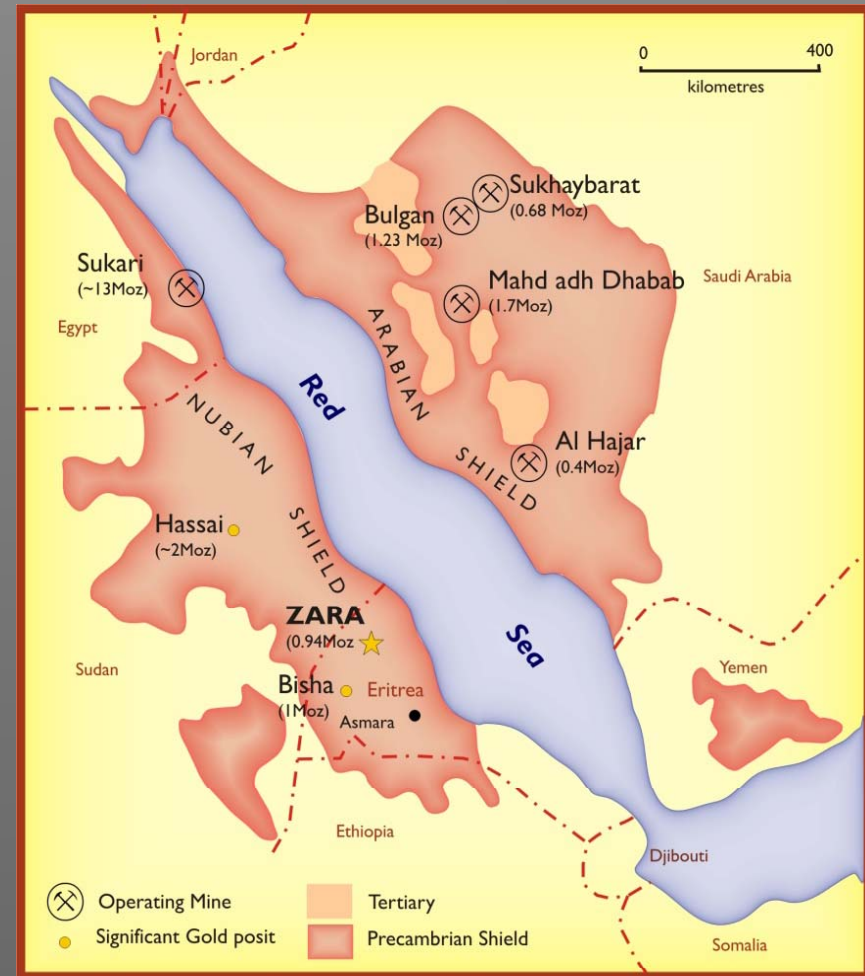 Jordan
0 400
kilometres
Sukhaybarat
(0.68 Moz)
Bulgan
(1.23 Moz)
Sukari
(~13Moz)
Mahd adh Dhabab
(1.7Moz)
Saudi Arabia
Egypt
ARABIAN
SHIELD
Red
Sea
NUBIAN
SHIELD
Al Hajar
(0.4Moz)
Hassai
(~2Moz)
ZARA
(0.94Moz
Sudan
Bisha
(1Moz)
Eritrea
Asmara
Yemen
Ethiopia
Djibouti
Somalia
Operating Mine
Significant Gold posit
Tertiary
Precambrian Shield